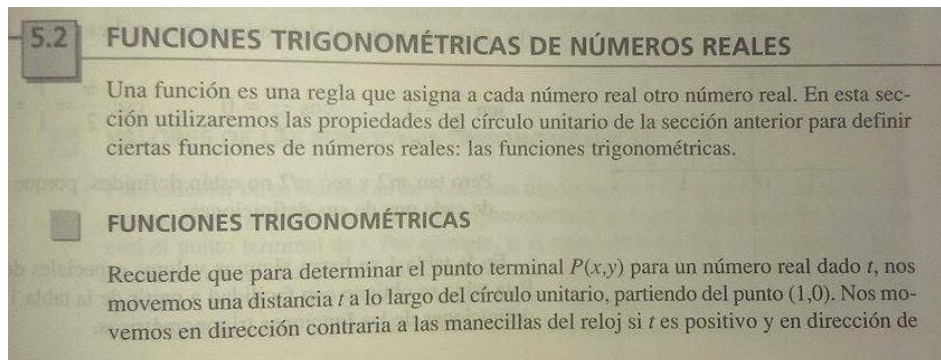 5.2 FUNCIONES TRIGONOMÉTRICAS DE NÚMEROS REALES
Una función es una regla que asigna a cada número real otro número real. En esta sec-
ción utilizaremos las propiedades del círculo unitario de la sección anterior para definir
ciertas funciones de números reales: las funciones trigonométricas.
FUNCIONES TRIGONOMÉTRICAS
Recuerde que para determinar el punto terminal P(x,y) para un número real dado t, nos
movemos una distancia t a lo largo del círculo unitario, partiendo del punto (1,0). Nos mo-
vemos en dirección contraria a las manecillas del reloj si t es positivo y en dirección de